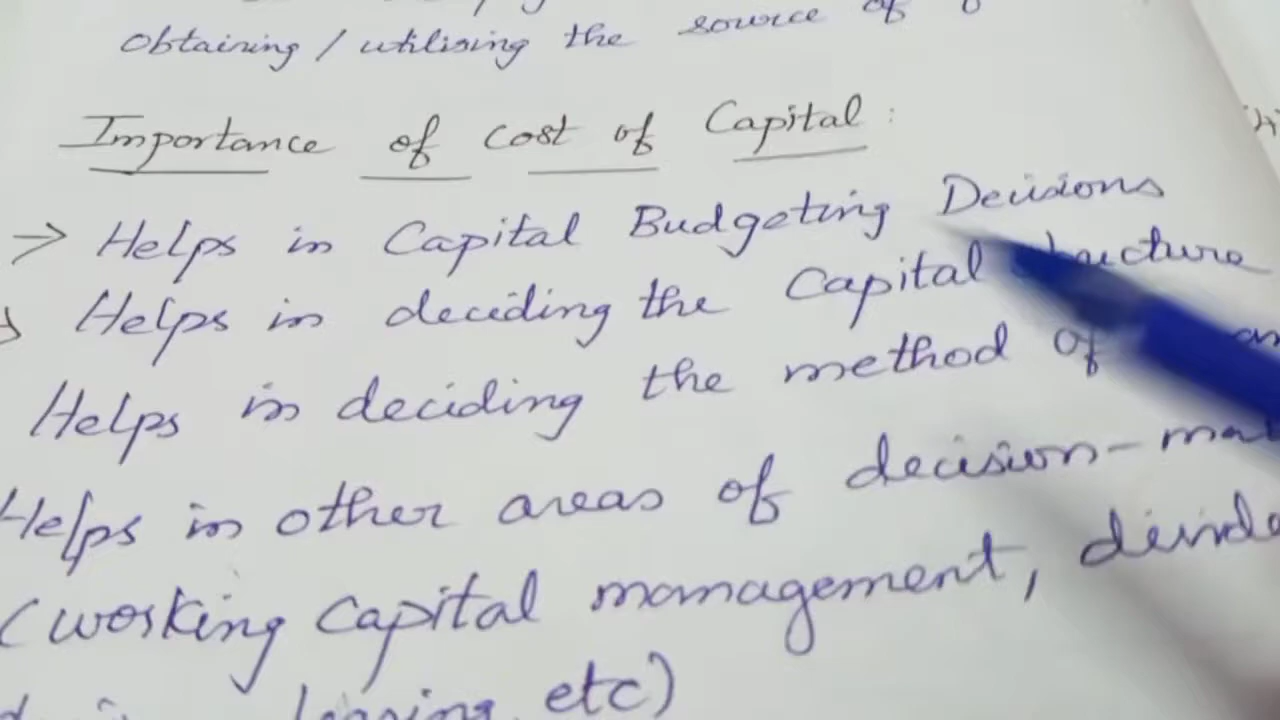 obtaining / utilising the source of
Importance of Cost of Capital :
→ Helps in Capital Budgeting Decisions
Helps in deciding the Capital structure
Helps in deciding the method of
Helps in other areas of decision-
(working capital management,
etc)